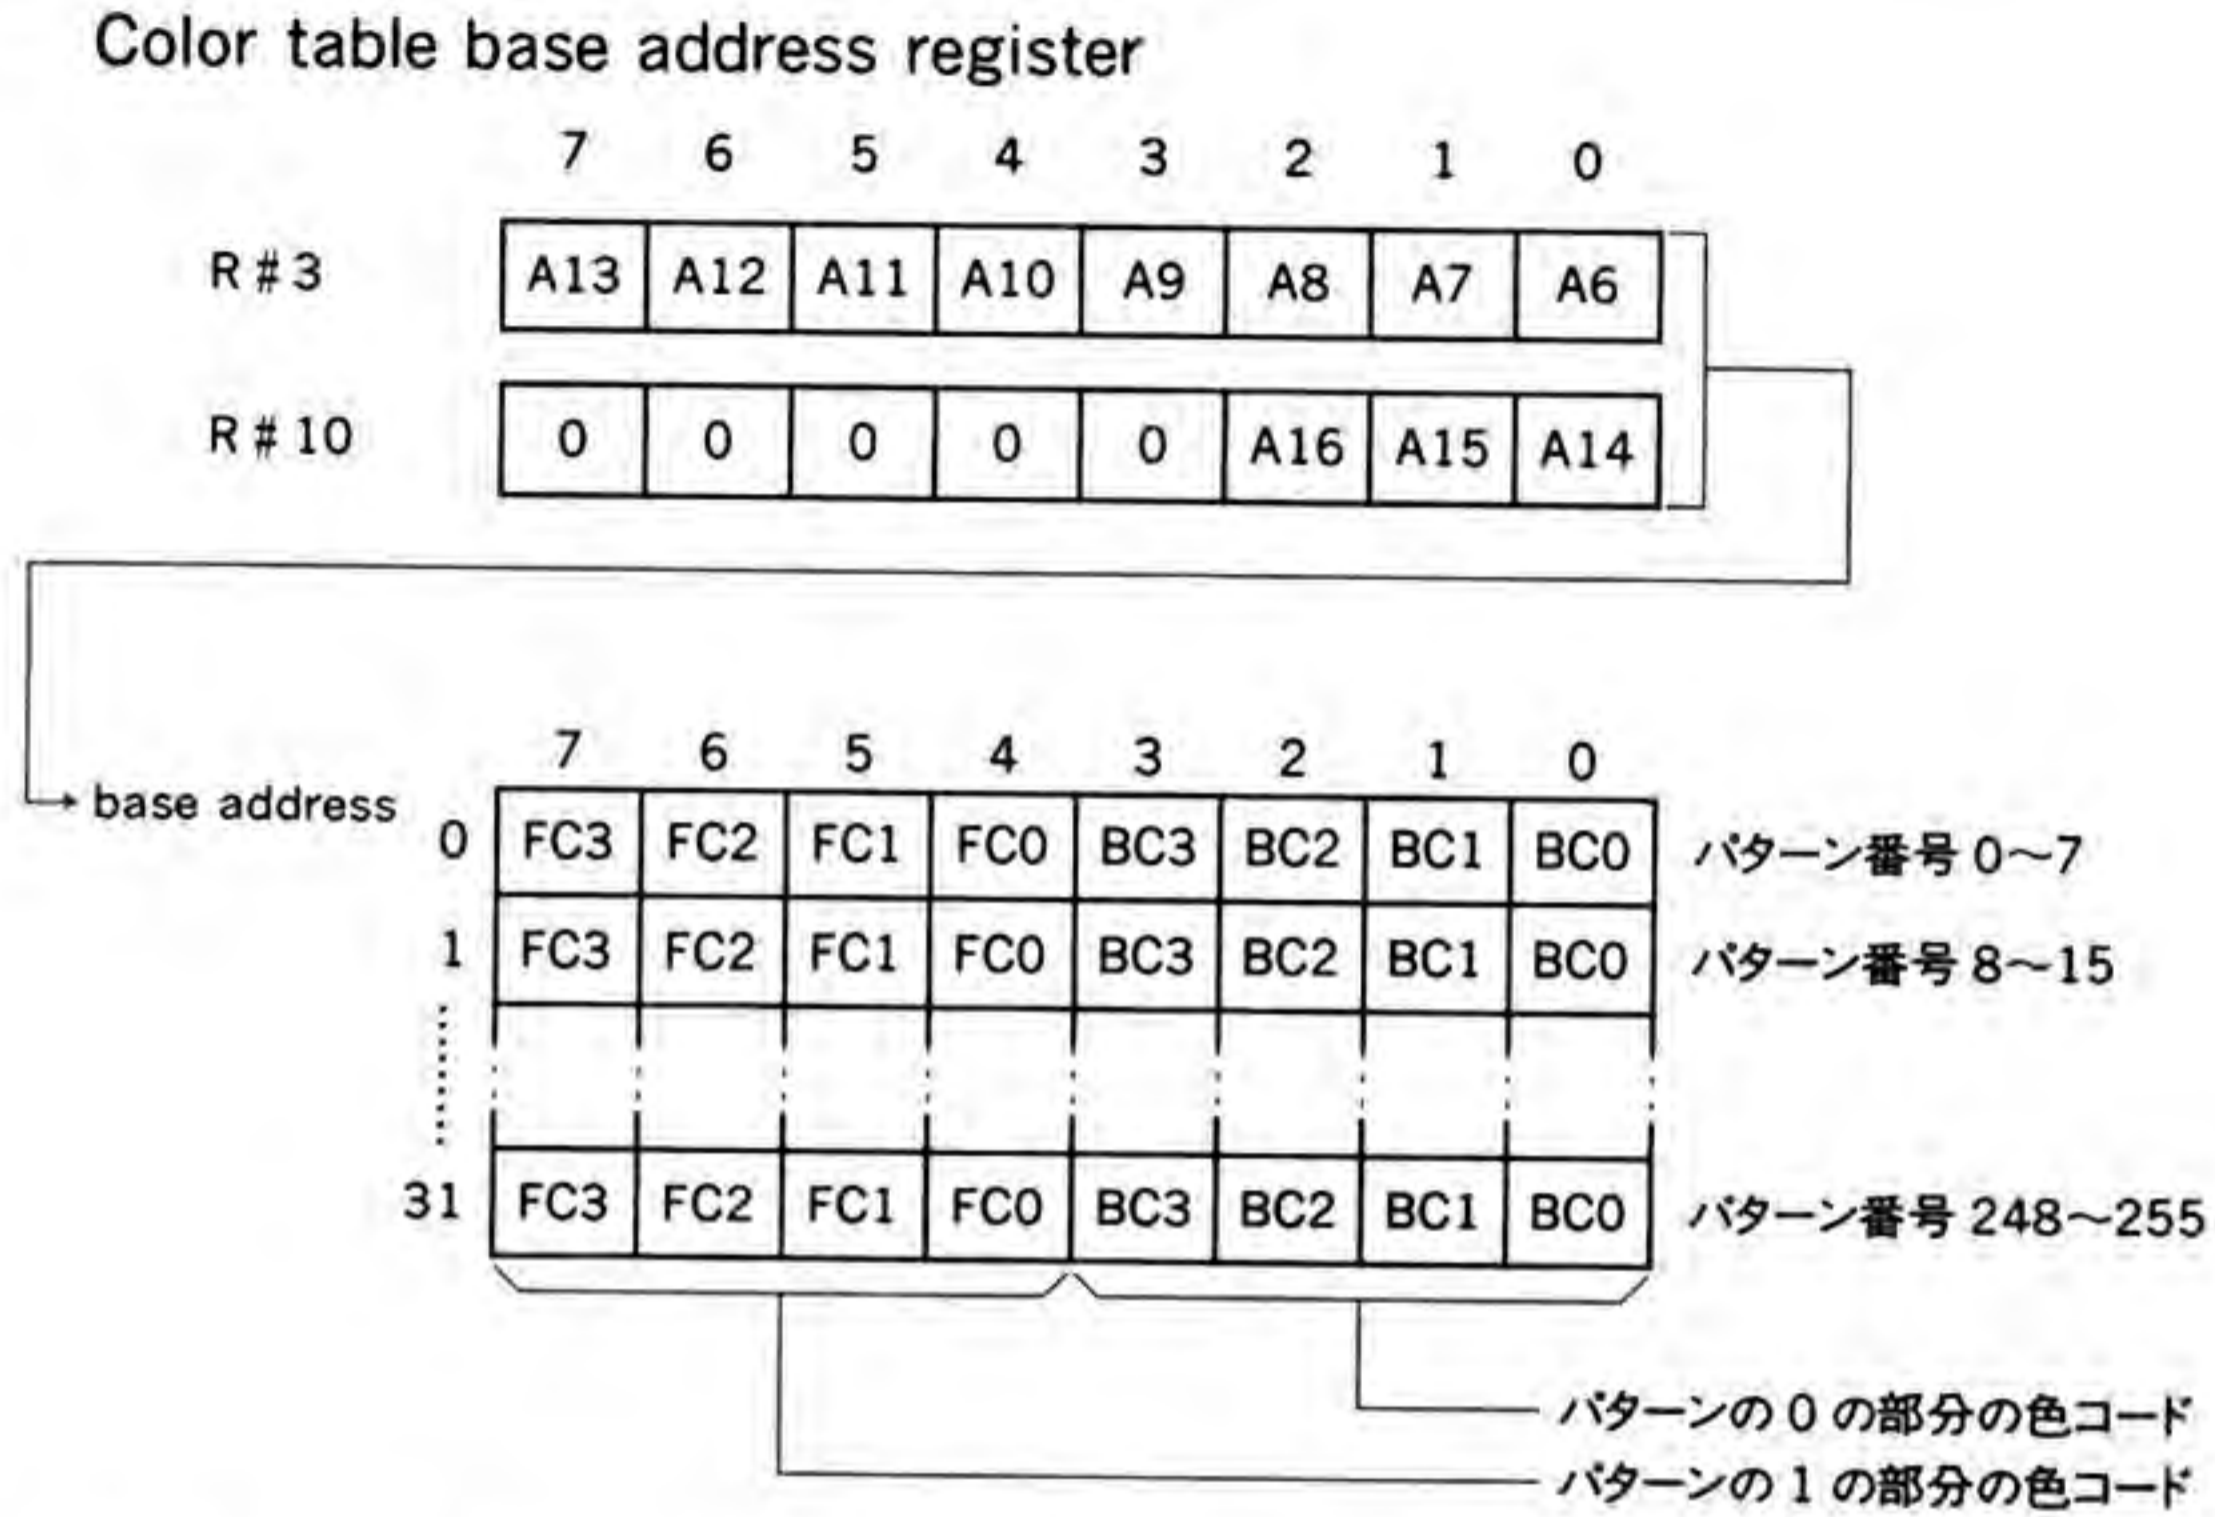 Color table base address register
7 6 5 4 3 2 1 0
R#3 A13 A12 A11 A10 A9 A8 A7 A6
R#10 0 0 0 0 0 A16 A15 A14
7 6 5 4 3 2 1 0
base address
0 FC3 FC2 FC1 FC0 BC3 BC2 BC1 BC0 パターン番号 0〜7
1 FC3 FC2 FC1 FC0 BC3 BC2 BC1 BC0 パターン番号 8〜15
31 FC3 FC2 FC1 FC0 BC3 BC2 BC1 BC0 パターン番号 248〜255
パターンの 0 の部分の色コード
パターンの 1 の部分の色コード